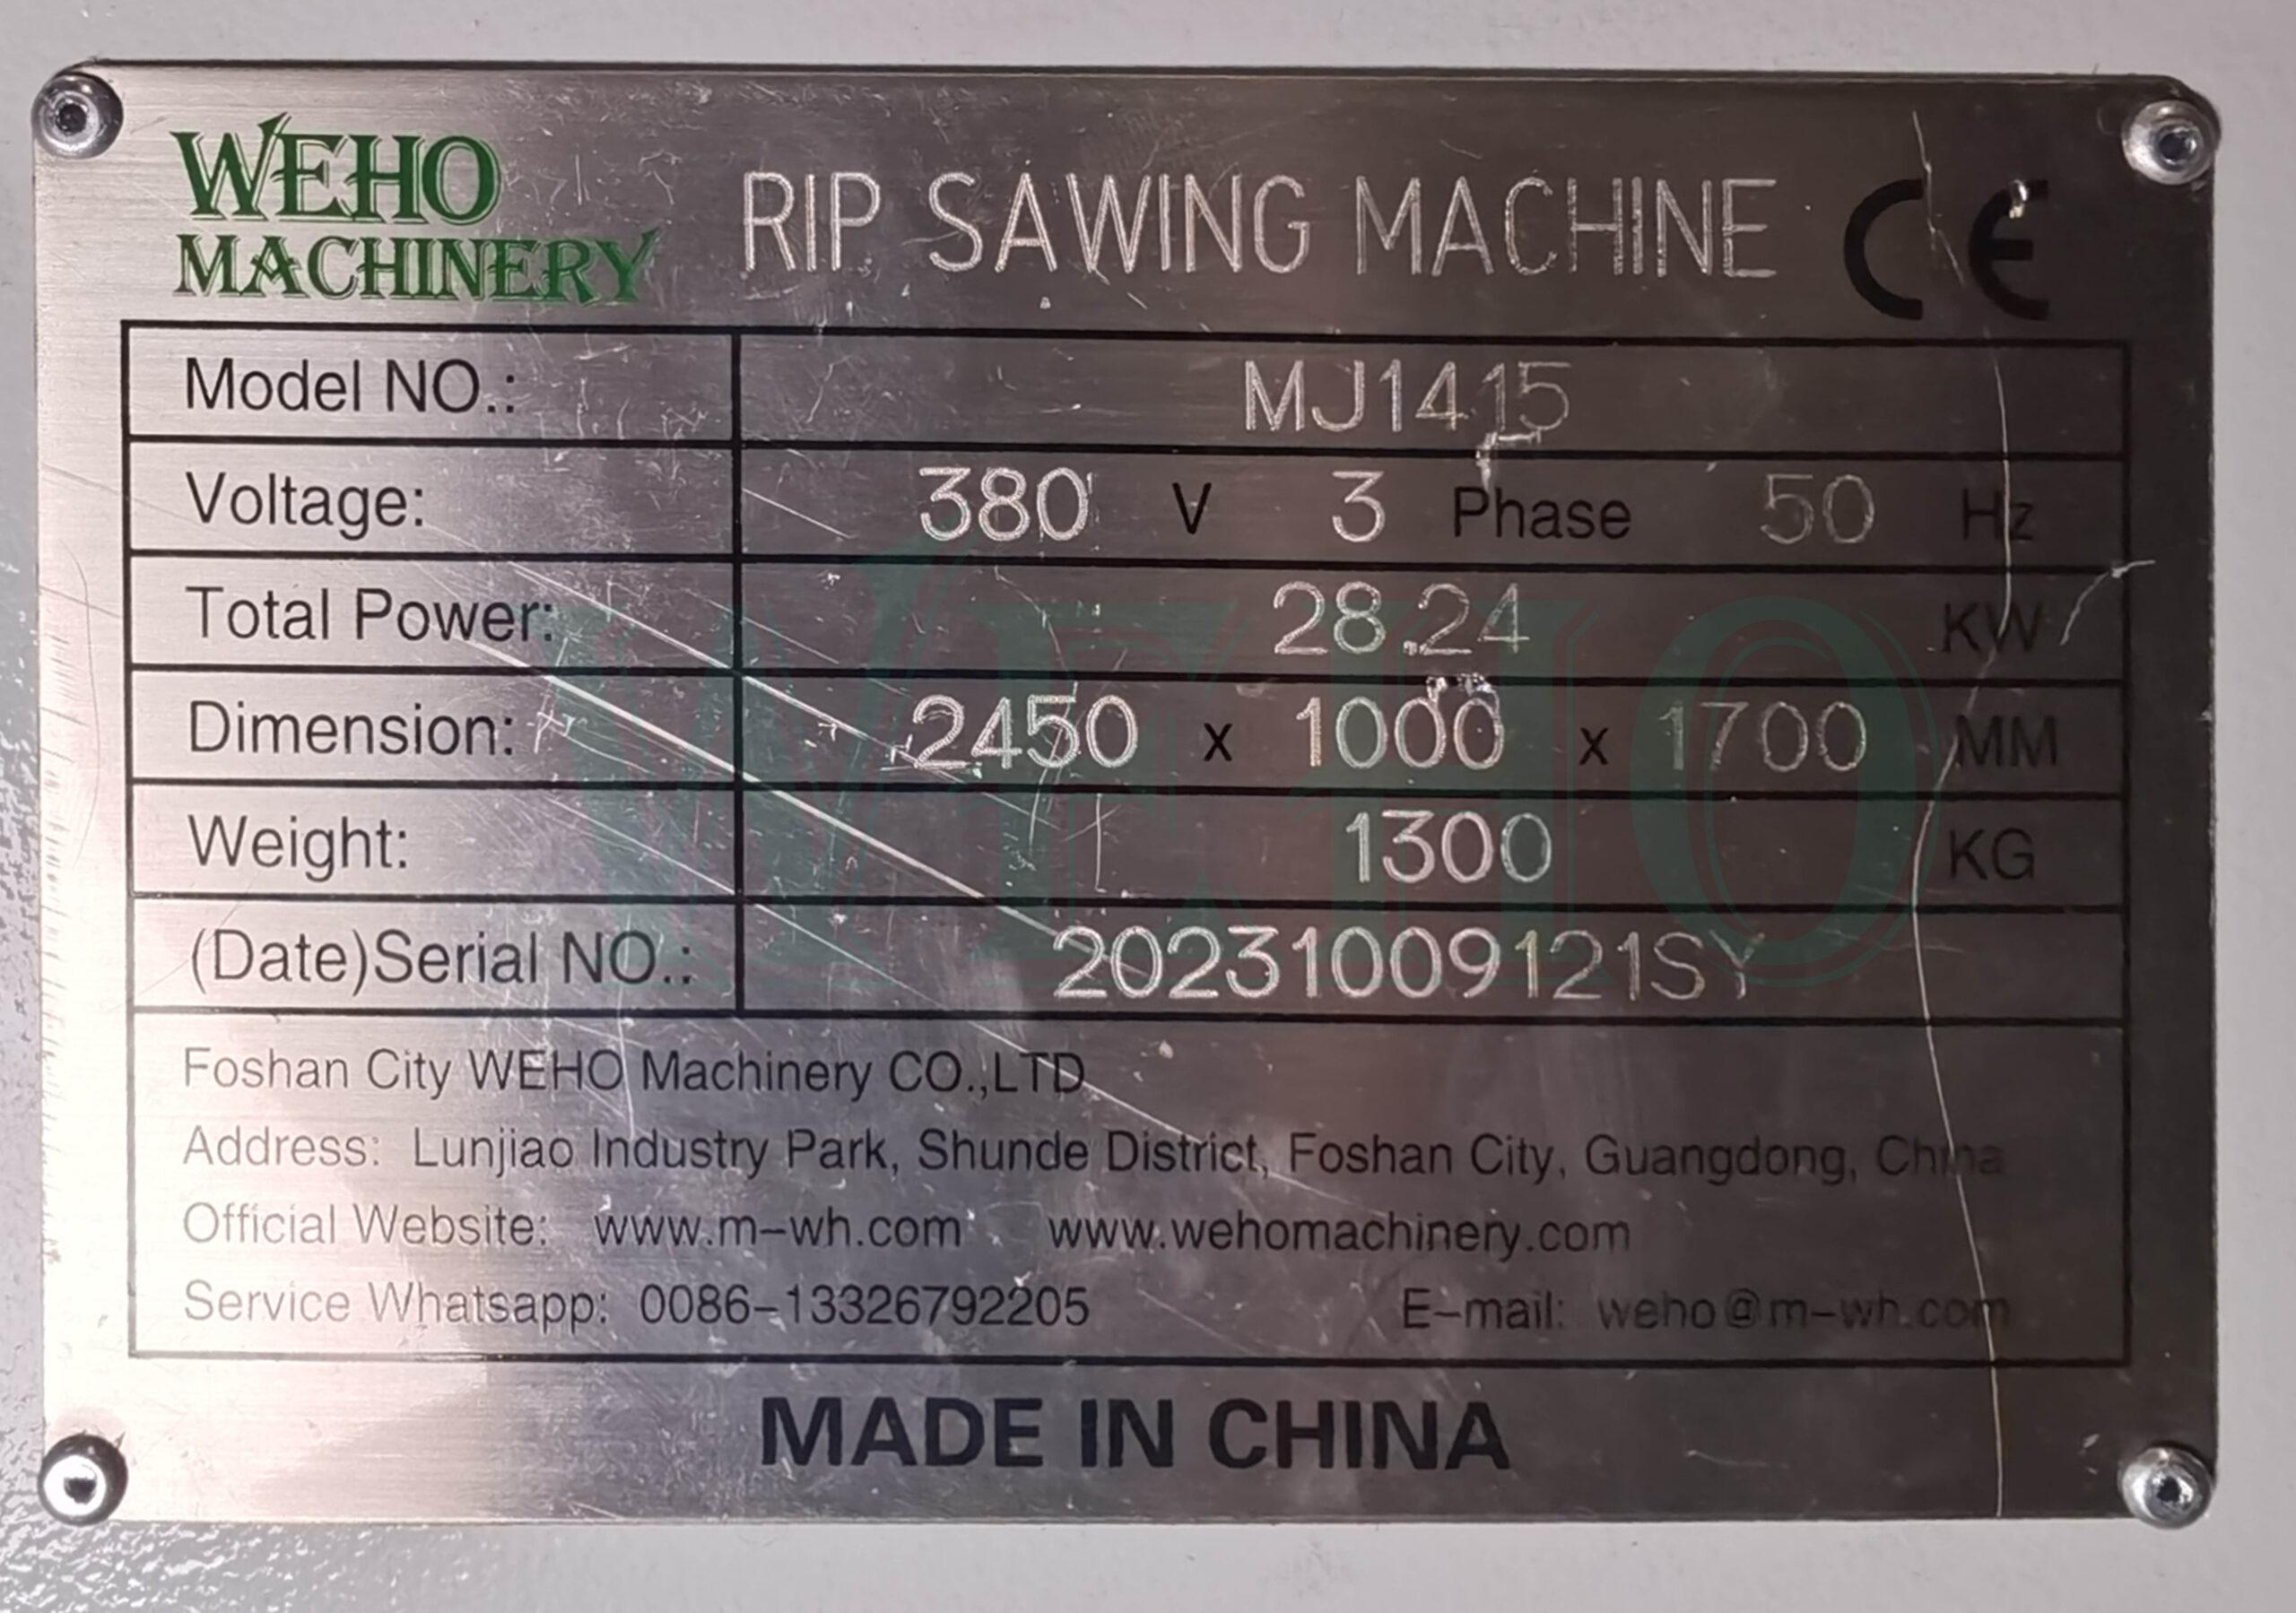 WEHO
MACHINERY
RIP SAWING MACHINE CE
Model NO.: MJ1415
Voltage: 380 V 3 Phase 50 Hz
Total Power: 28.24 KW
Dimension: 2450 x 1000 x 1700 MM
Weight: 1300 KG
(Date)Serial NO.: 20231009121SY
Foshan City WEHO Machinery CO.,LTD
Address: Lunjiao Industry Park, Shunde District, Foshan City, Guangdong, China
Official Website: www.m-wh.com www.wehomachinery.com
Service Whatsapp: 0086-13326792205 E-mail: weho@m-wh.com
MADE IN CHINA
WEHO